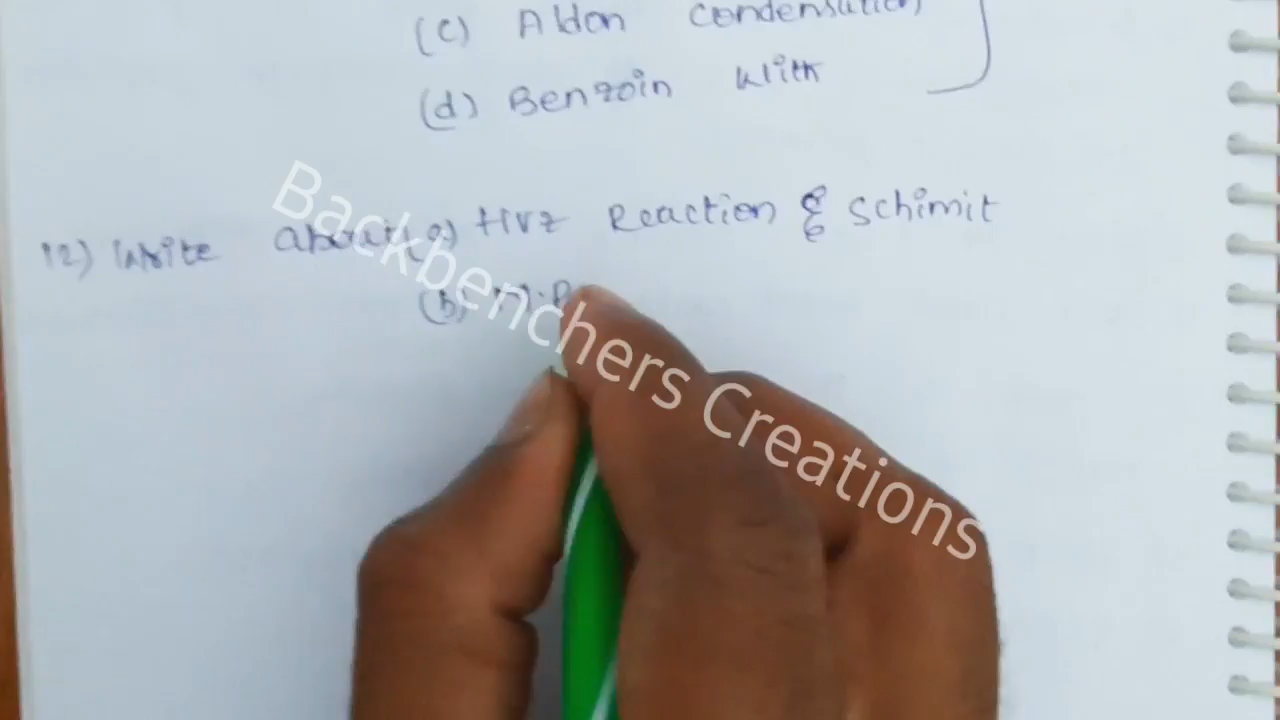 (c) Aldon Condensation
(d) Benzoin with
12) Write about (a) HVZ Reaction & Schimit
(b) M.P
Backbenchers Creations